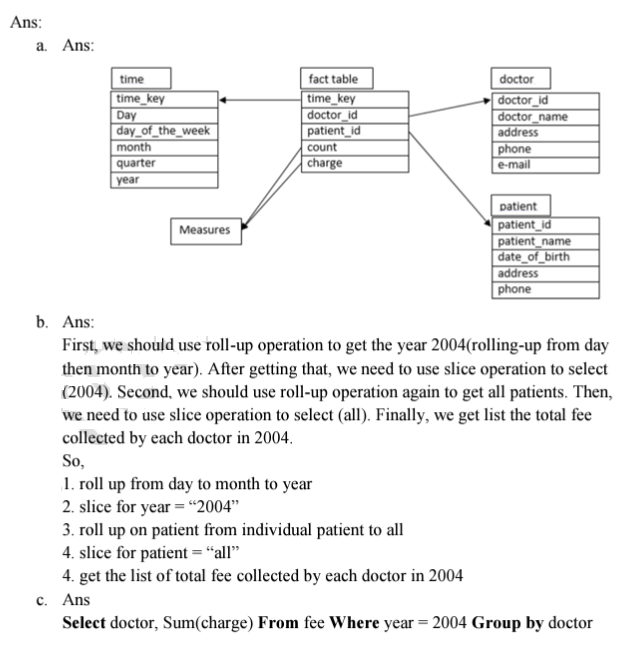 Ans:
a. Ans:
time
time_key
Day
day_of_the_week
month
quarter
year
fact table
time_key
doctor_id
patient_id
count
charge
doctor
doctor_id
doctor_name
address
phone
e-mail
Measures
patient
patient_id
patient_name
date_of_birth
address
phone
b. Ans:
First, we should use roll-up operation to get the year 2004(rolling-up from day
then month to year). After getting that, we need to use slice operation to select
(2004). Second, we should use roll-up operation again to get all patients. Then,
we need to use slice operation to select (all). Finally, we get list the total fee
collected by each doctor in 2004.
So,
1. roll up from day to month to year
2. slice for year = “2004”
3. roll up on patient from individual patient to all
4. slice for patient = “all”
4. get the list of total fee collected by each doctor in 2004
c. Ans
Select doctor, Sum(charge) From fee Where year = 2004 Group by doctor